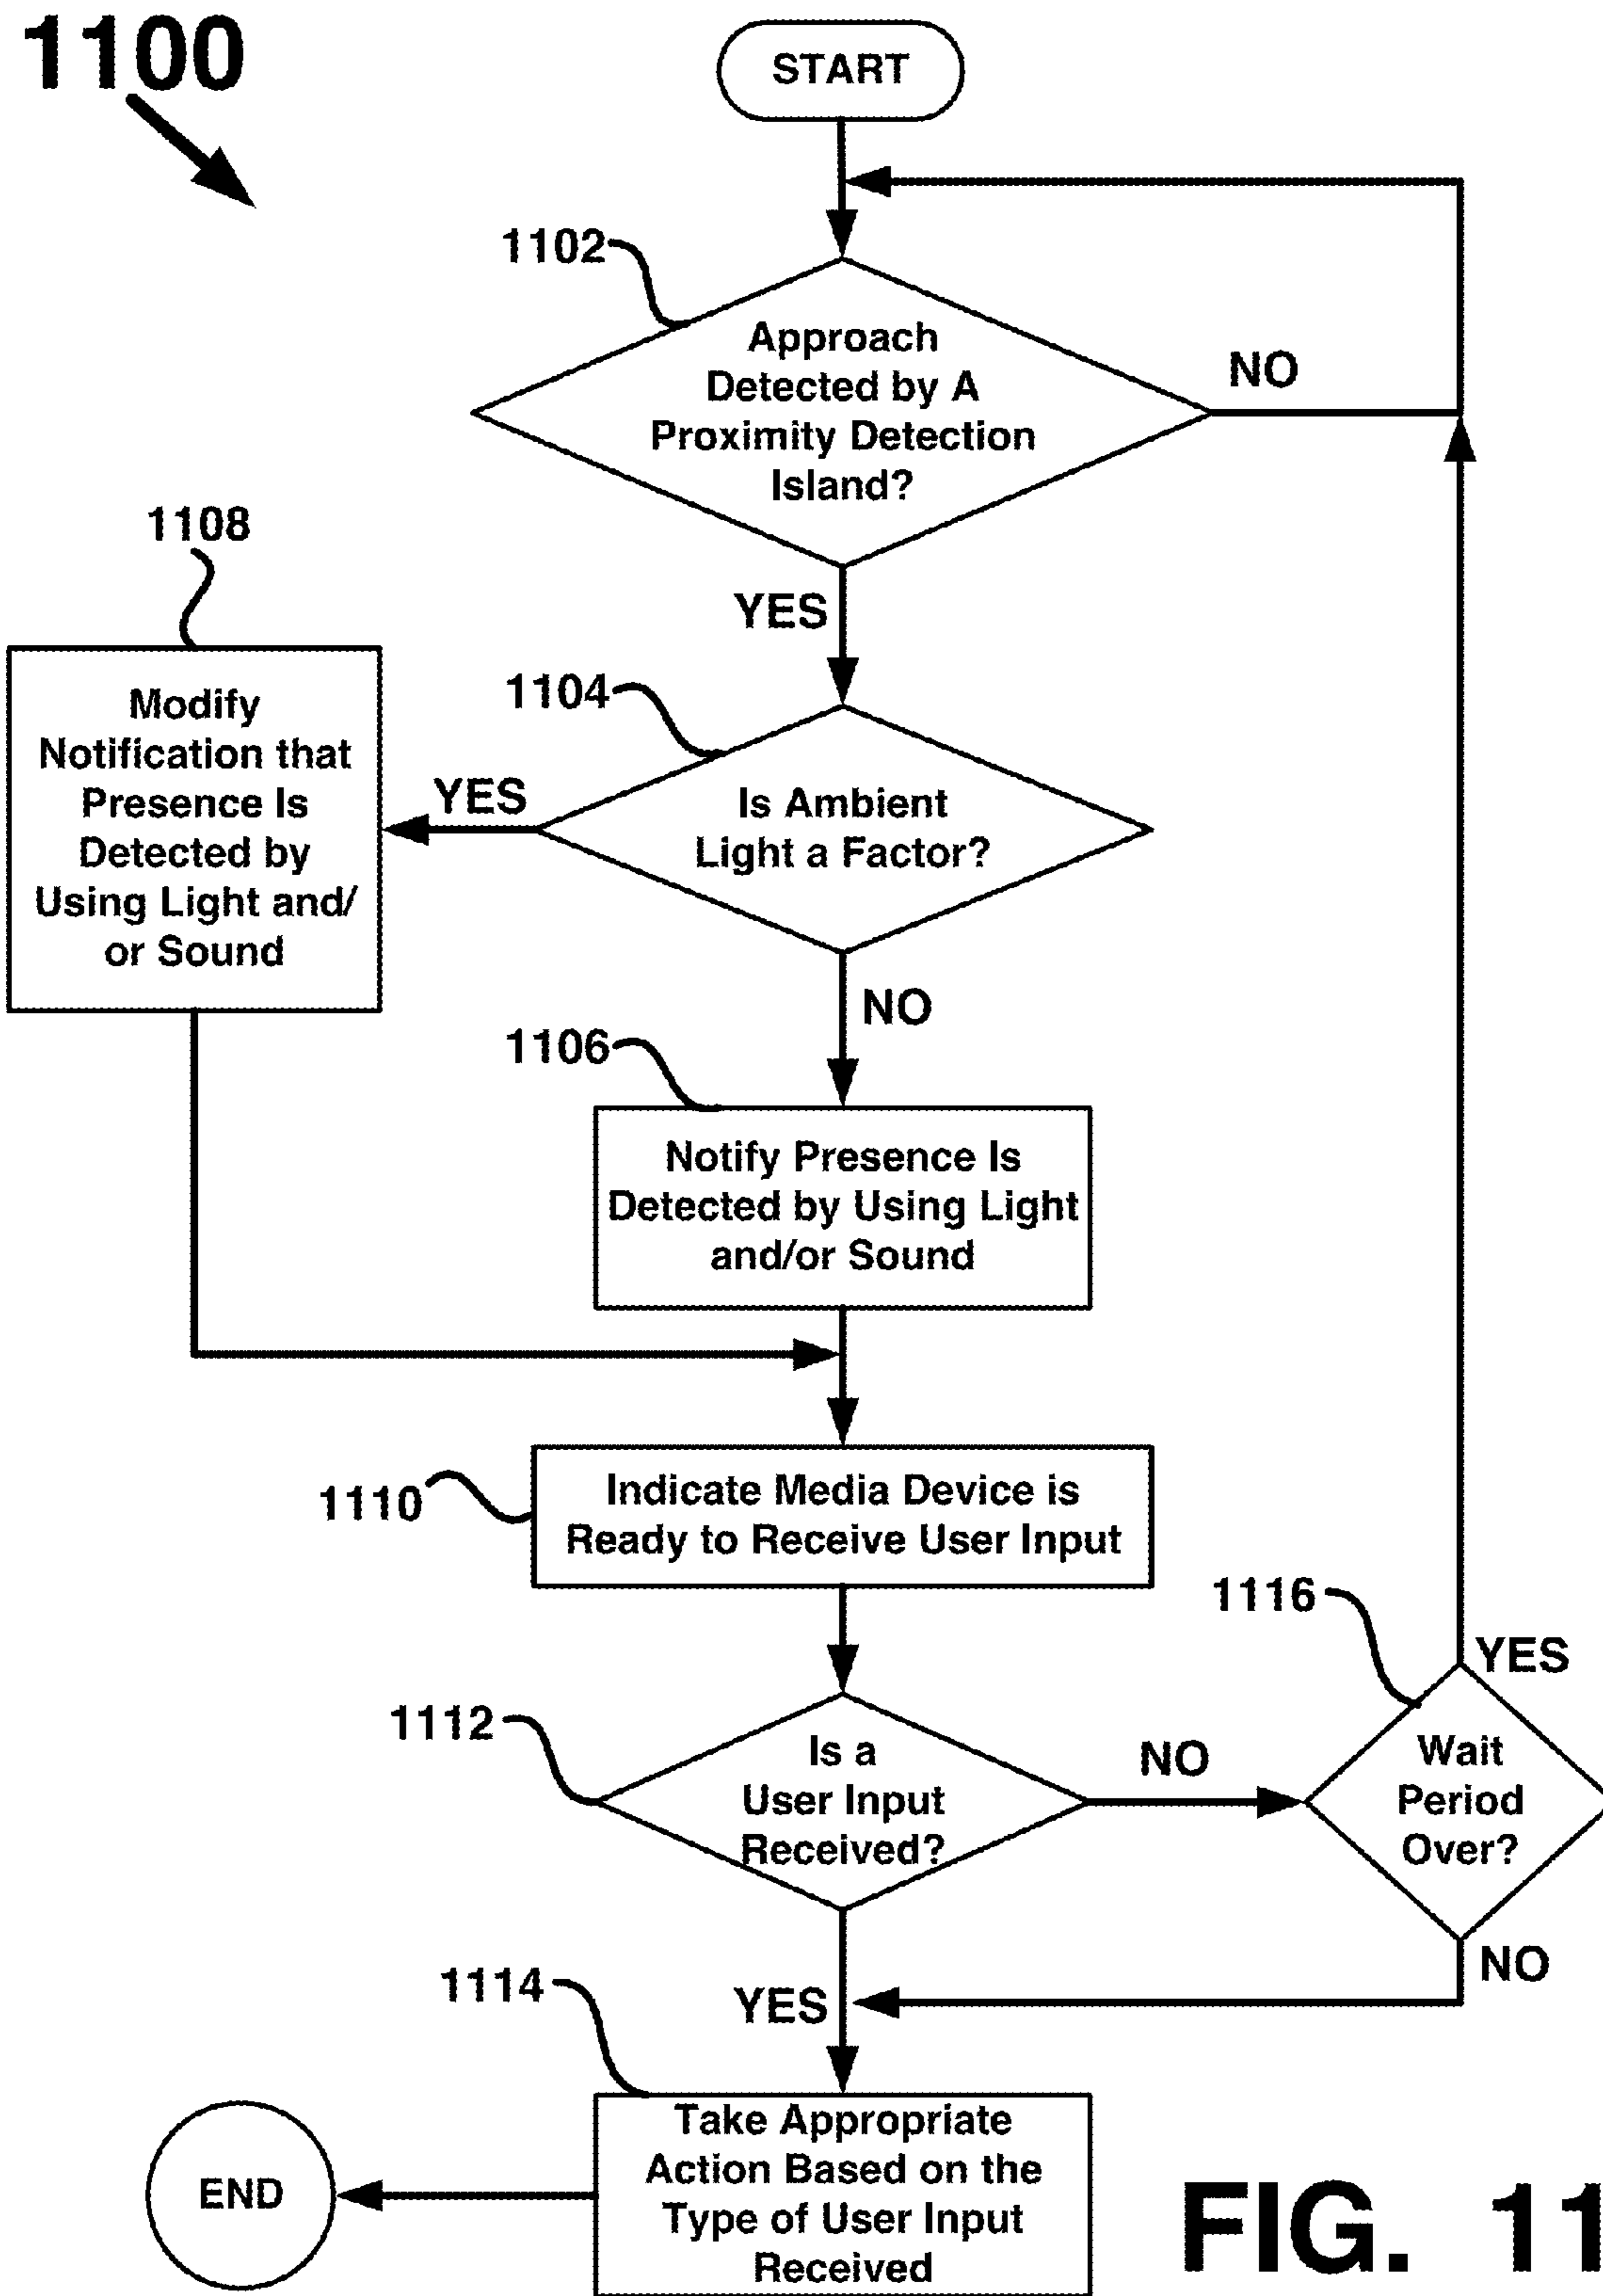 1100
START
1102
Approach
Detected by A
Proximity Detection
Island?
NO
YES
1108
Modify
Notification that
Presence Is
Detected by
Using Light and/
or Sound
1104
YES
Is Ambient
Light a Factor?
NO
1106
Notify Presence Is
Detected by Using Light
and/or Sound
1110
Indicate Media Device is
Ready to Receive User Input
1116
YES
1112
Is a
User Input
Received?
NO
Wait
Period
Over?
NO
1114
YES
Take Appropriate
Action Based on the
Type of User Input
Received
END
FIG. 11